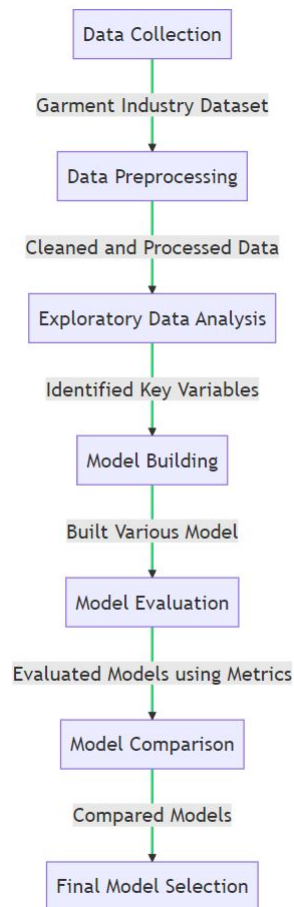 Data Collection
Garment Industry Dataset
Data Preprocessing
Cleaned and Processed Data
Exploratory Data Analysis
Identified Key Variables
Model Building
Built Various Model
Model Evaluation
Evaluated Models using Metrics
Model Comparison
Compared Models
Final Model Selection